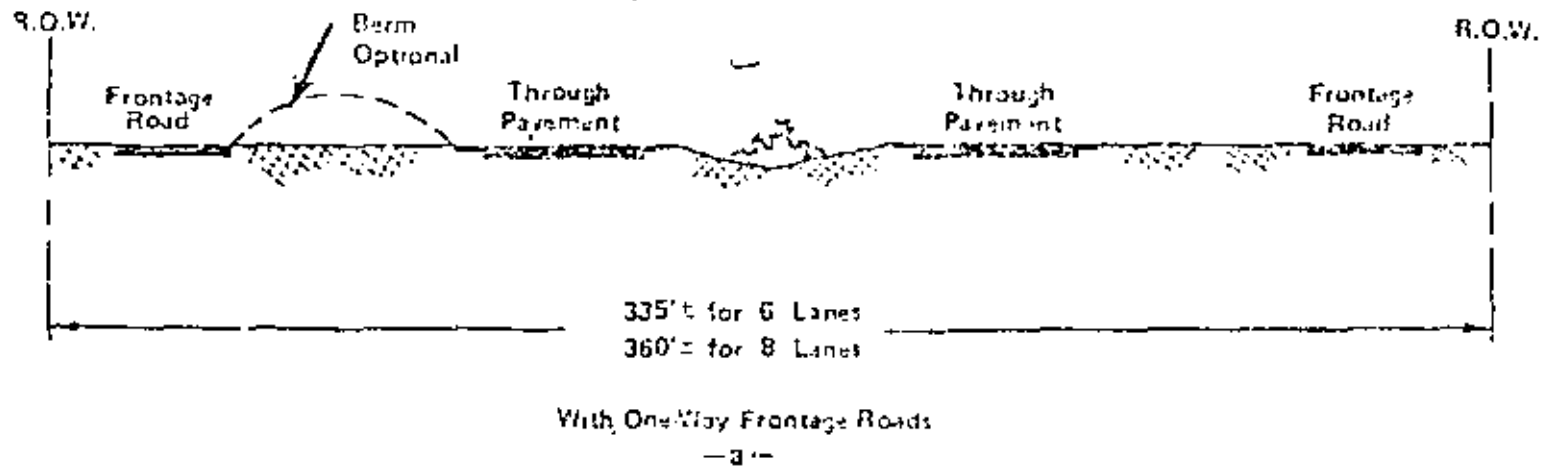 R.O.W.
R.O.W.
Berm
Optional
Frontage
Road
Through
Pavement
Through
Pavement
Frontage
Road
335'± for 6 Lanes
360'± for 8 Lanes
With One-Way Frontage Roads
—a—